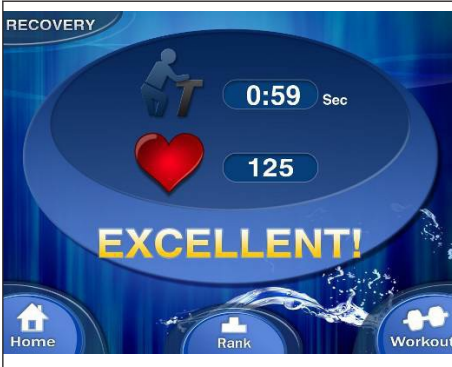 RECOVERY
0:59 Sec
125
EXCELLENT!
Home
Rank
Workout